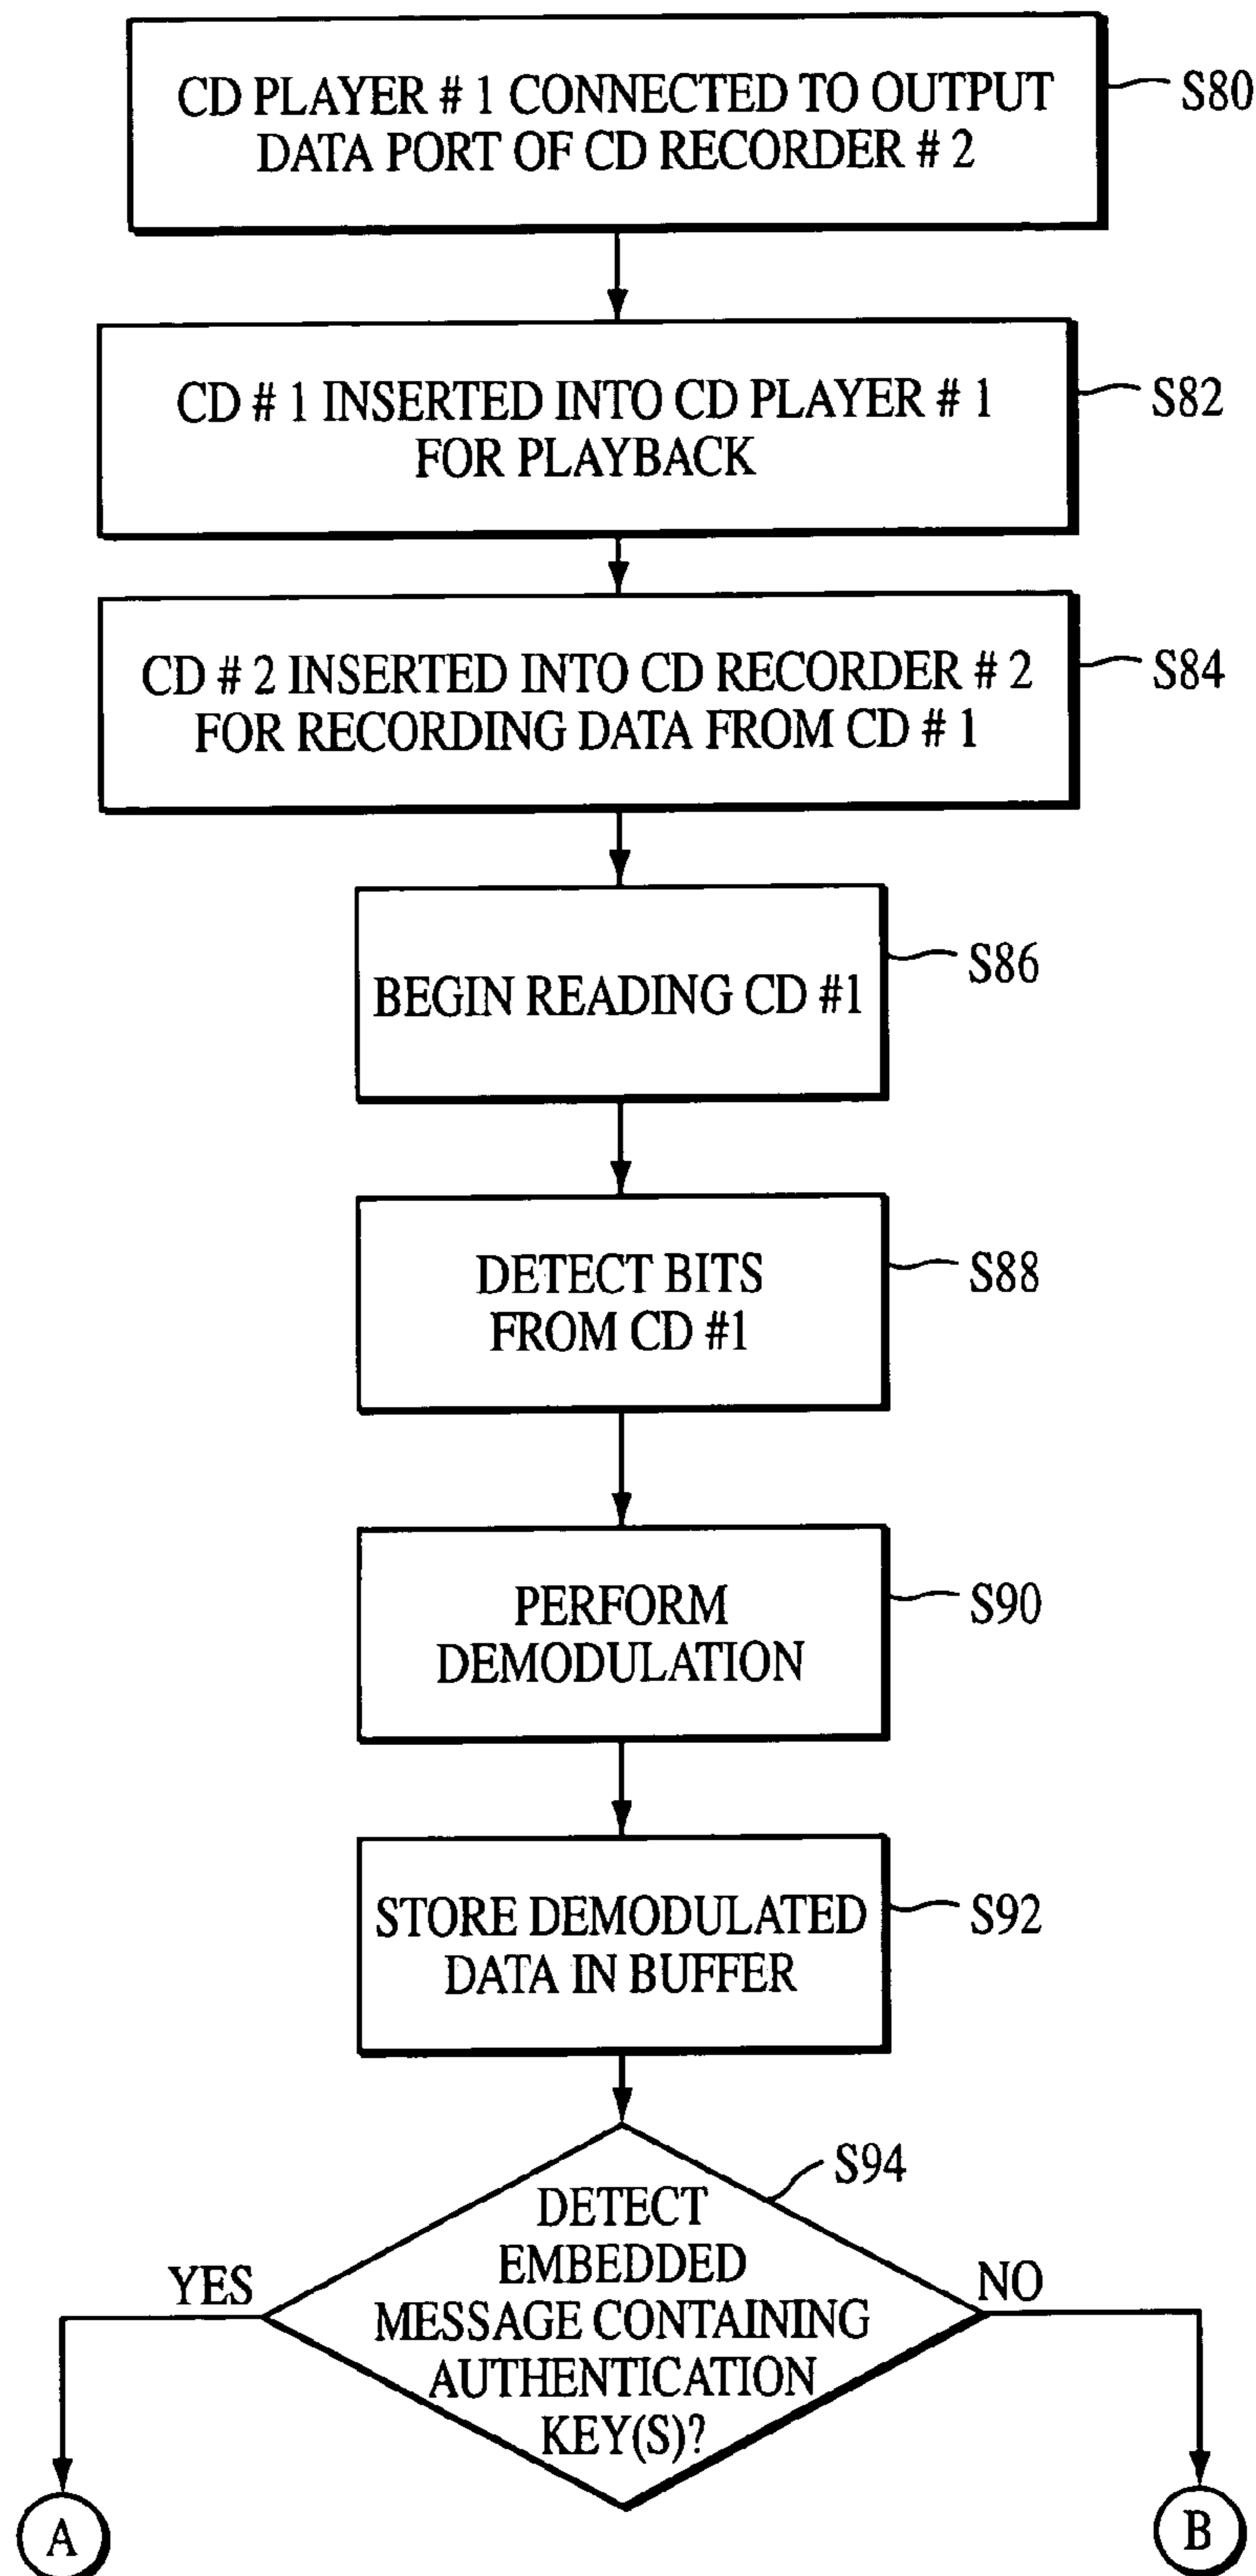 CD PLAYER # 1 CONNECTED TO OUTPUT
DATA PORT OF CD RECORDER # 2
S80
CD # 1 INSERTED INTO CD PLAYER # 1
FOR PLAYBACK
S82
CD # 2 INSERTED INTO CD RECORDER # 2
FOR RECORDING DATA FROM CD # 1
S84
BEGIN READING CD #1
S86
DETECT BITS
FROM CD #1
S88
PERFORM
DEMODULATION
S90
STORE DEMODULATED
DATA IN BUFFER
S92
S94
DETECT
EMBEDDED
MESSAGE CONTAINING
AUTHENTICATION
KEY(S)?
YES
NO
A
B